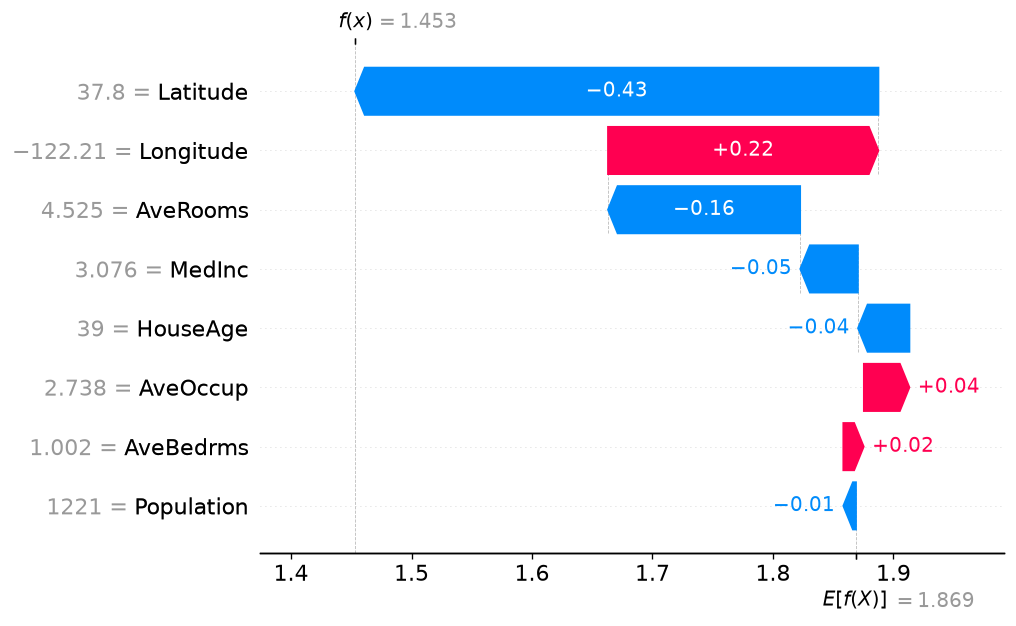 f(x) = 1.453
37.8 = Latitude −0.43
−122.21 = Longitude +0.22
4.525 = AveRooms −0.16
3.076 = MedInc −0.05
39 = HouseAge −0.04
2.738 = AveOccup +0.04
1.002 = AveBedrms +0.02
1221 = Population −0.01
1.4 1.5 1.6 1.7 1.8 1.9
E[f(X)] = 1.869